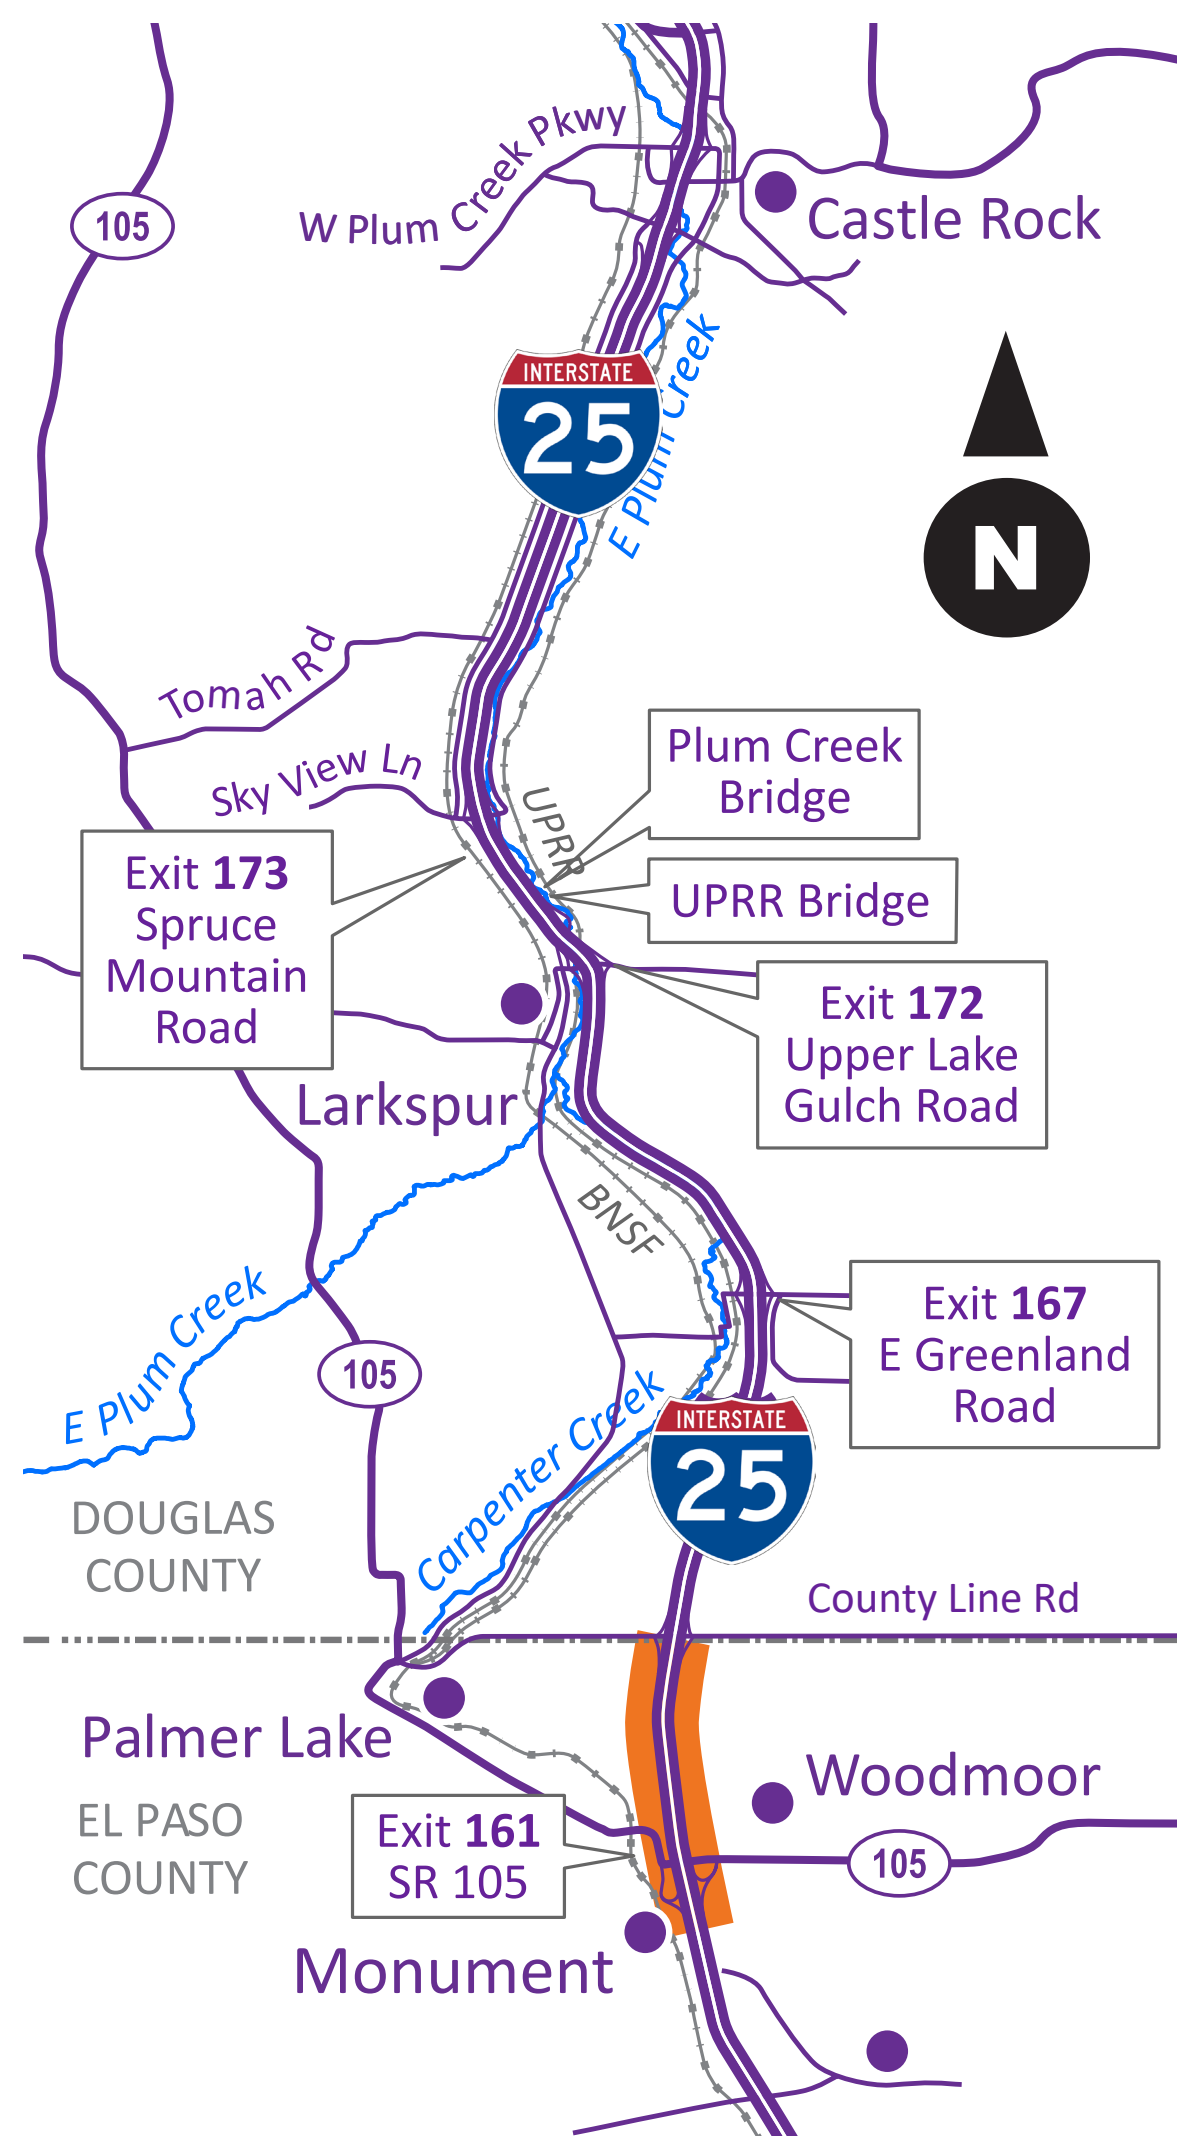 W Plum Creek Pkwy
105
Castle Rock
INTERSTATE
25
E Plum Creek
N
Tomah Rd
Sky View Ln
Plum Creek
Bridge
UPRR
Exit 173
Spruce
Mountain
Road
UPRR Bridge
Exit 172
Upper Lake
Gulch Road
Larkspur
BNSF
E Plum Creek
Exit 167
E Greenland
Road
105
Carpenter Creek
INTERSTATE
25
DOUGLAS
COUNTY
County Line Rd
Palmer Lake
Woodmoor
EL PASO
COUNTY
Exit 161
SR 105
105
Monument